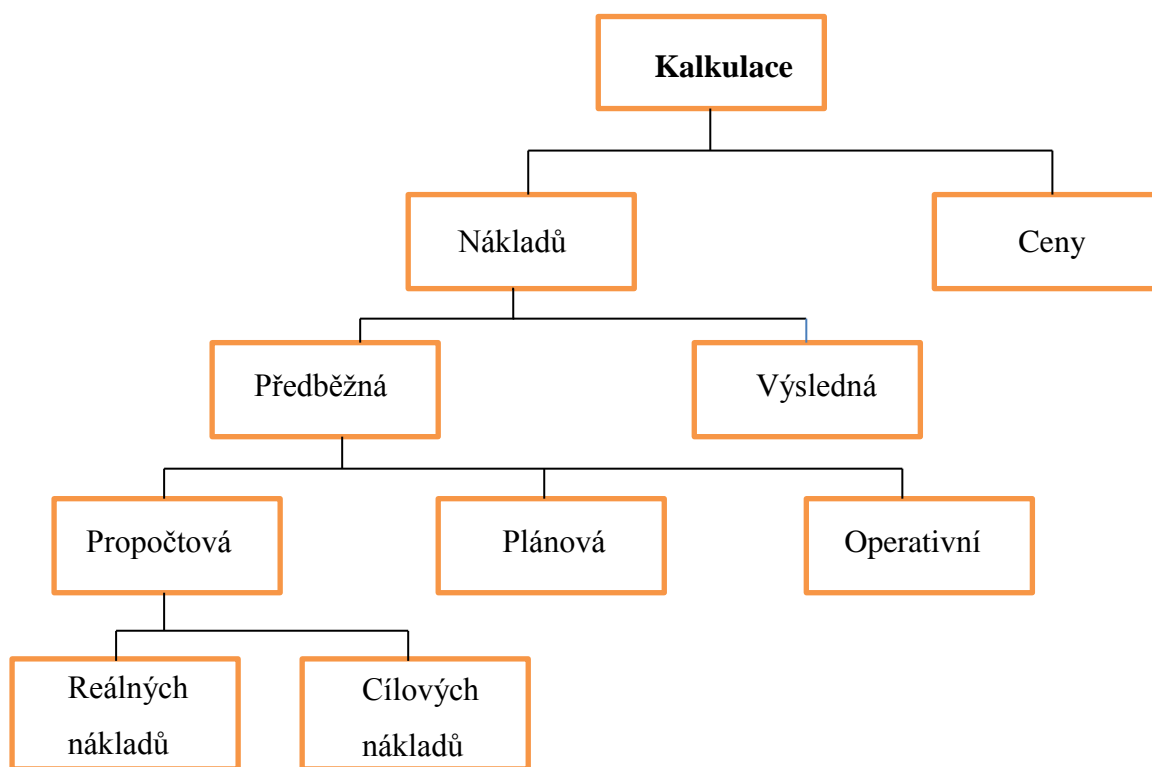 Kalkulace
Nákladů
Ceny
Předběžná
Výsledná
Propočtová
Plánová
Operativní
Reálných
nákladů
Cílových
nákladů